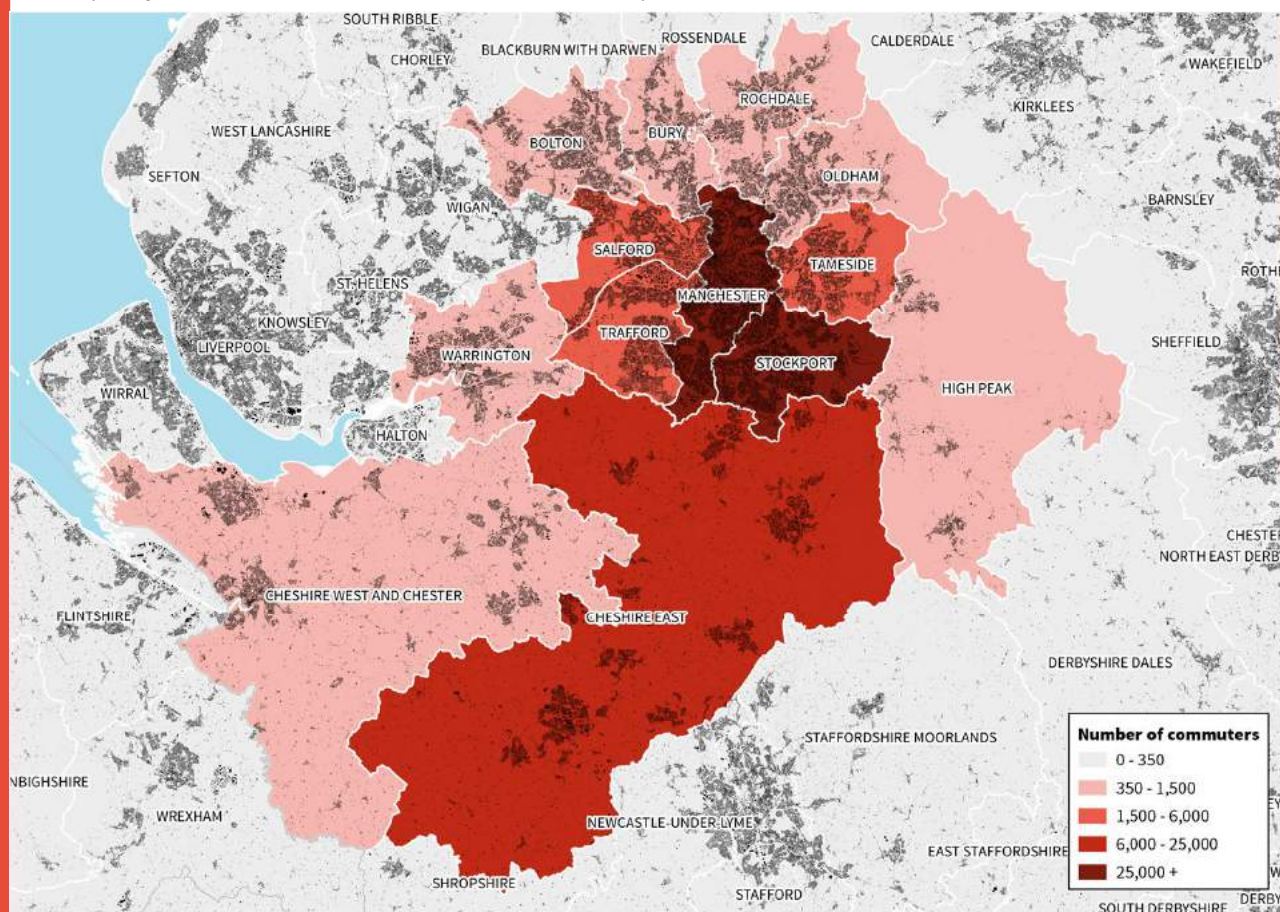 SOUTH RIBBLE
ROSSENDALE
CALDERDALE
BLACKBURN WITH DARWEN
CHORLEY
WAKEFIELD
ROCHDALE
KIRKLEES
WEST LANCASHIRE
BURY
BOLTON
SEFTON
OLDHAM
BARNSLEY
WIGAN
SALFORD
TAMESIDE
ST. HELENS
MANCHESTER
KNOWSLEY
TRAFFORD
LIVERPOOL
SHEFFIELD
WARRINGTON
STOCKPORT
WIRRAL
HIGH PEAK
HALTON
CHESHIRE WEST AND CHESTER
FLINTSHIRE
CHESHIRE EAST
DERBYSHIRE DALES
STAFFORDSHIRE MOORLANDS
WREXHAM
NEWCASTLE-UNDER-LYME
EAST STAFFORDSHIRE
SHROPSHIRE
STAFFORD
SOUTH DERBYSHIRE
Number of commuters
0 - 350
350 - 1,500
1,500 - 6,000
6,000 - 25,000
25,000 +